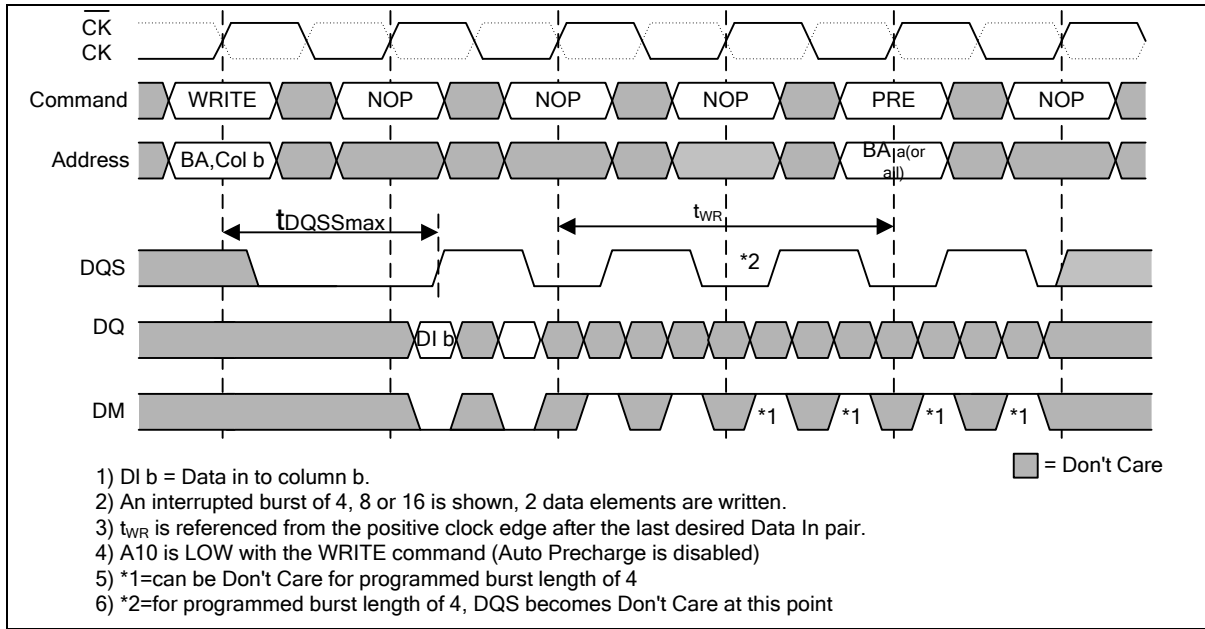 CK
CK
Command WRITE NOP NOP NOP PRE NOP
Address BA,Col b BA a(or
all)
tDQSSmax tWR
DQS *2
DQ DI b
DM *1 *1 *1 *1
= Don't Care
1) DI b = Data in to column b.
2) An interrupted burst of 4, 8 or 16 is shown, 2 data elements are written.
3) tWR is referenced from the positive clock edge after the last desired Data In pair.
4) A10 is LOW with the WRITE command (Auto Precharge is disabled)
5) *1=can be Don't Care for programmed burst length of 4
6) *2=for programmed burst length of 4, DQS becomes Don't Care at this point